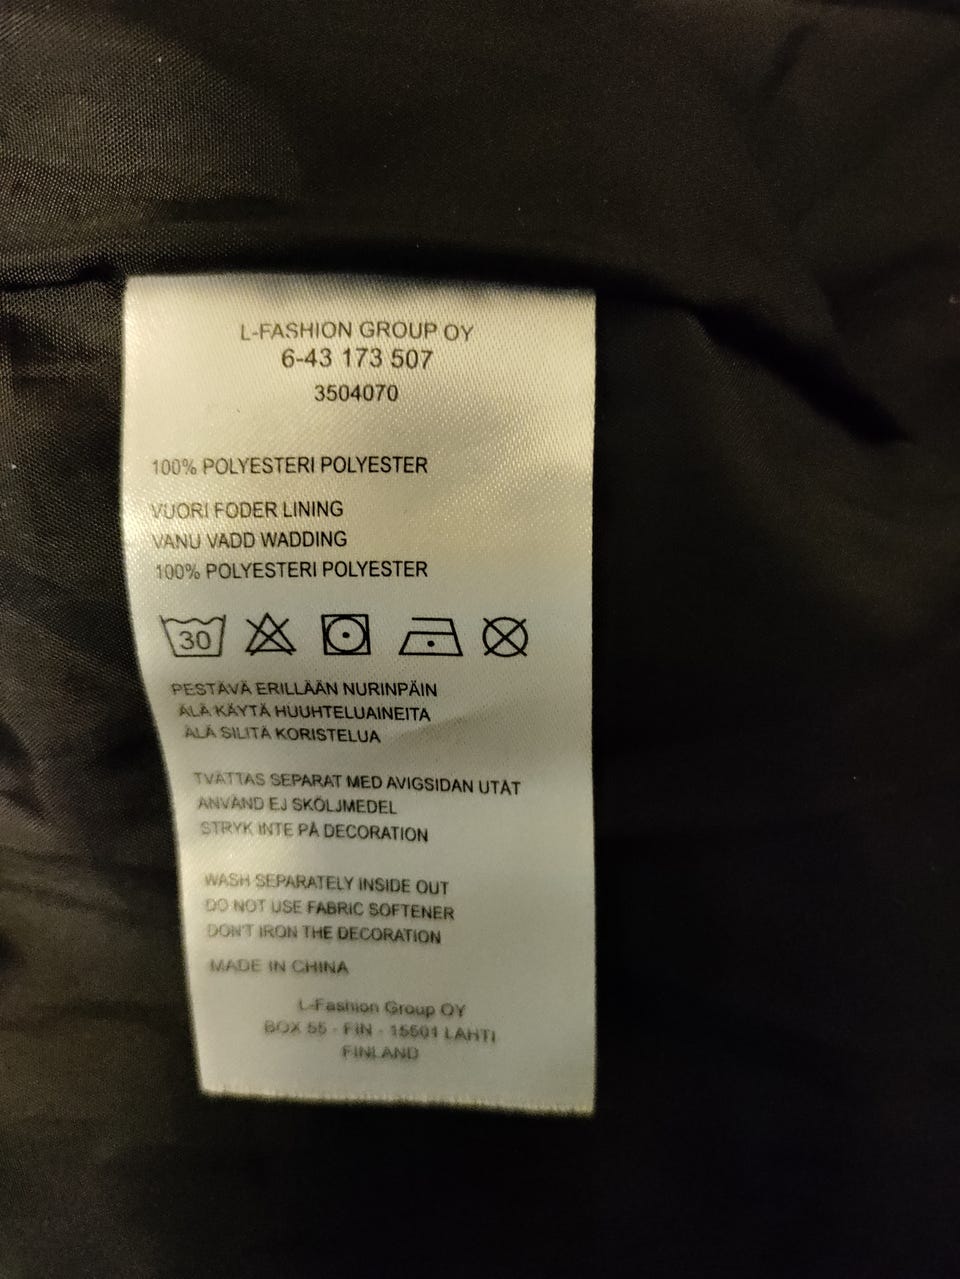 L-FASHION GROUP OY
6-43 173 507
3504070
100% POLYESTERI POLYESTER
VUORI FODER LINING
VANU VADD WADDING
100% POLYESTERI POLYESTER
30
PESTÄVÄ ERILLÄÄN NURINPÄIN
ÄLÄ KÄYTÄ HUUHTELUAINEITA
ÄLÄ SILITÄ KORISTELUA
TVÄTTAS SEPARAT MED AVIGSIDAN UTÅT
ANVÄND EJ SKÖLJMEDEL
STRYK INTE PÅ DECORATION
WASH SEPARATELY INSIDE OUT
DO NOT USE FABRIC SOFTENER
DON'T IRON THE DECORATION
MADE IN CHINA
L-Fashion Group OY
BOX 55 - FIN - 15501 LAHTI
FINLAND